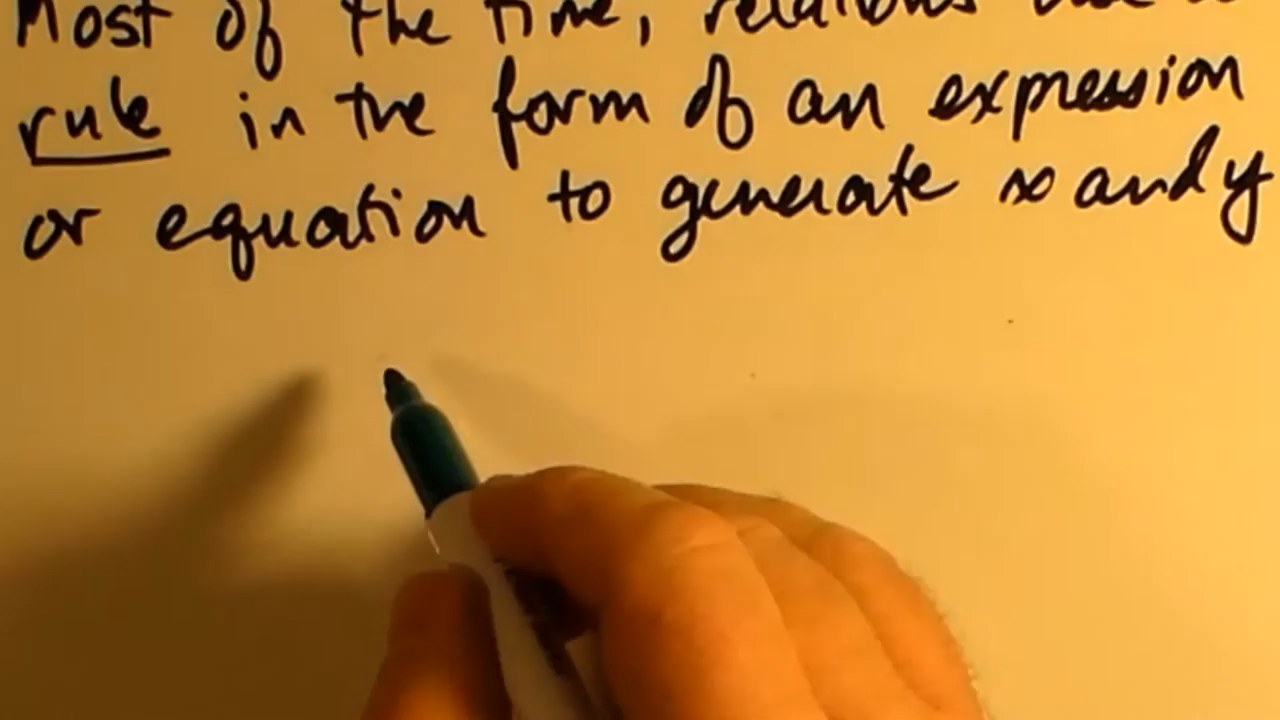 Most of the time, relations
rule in the form of an expression
or equation to generate x and y